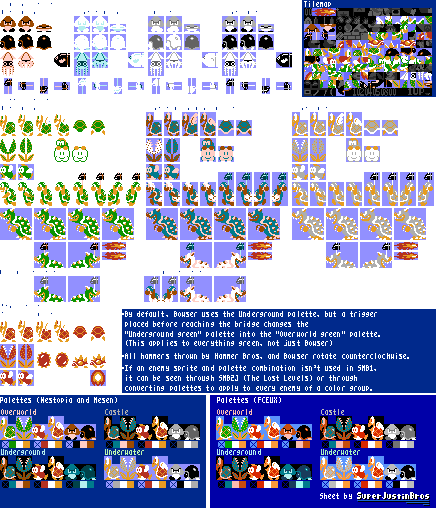 Tilemap
•By default, Bowser uses the Underground palette, but a trigger
placed before reaching the bridge changes the
"Underground green" palette into the "Overworld green" palette.
(This applies to everything green, not just Bowser)
•All hammers thrown by Hammer Bros. and Bowser rotate counterclockwise.
•If an enemy sprite and palette combination isn't used in SMB1,
it can be seen through SMB2J (The Lost Levels) or through
converting palettes to apply to every enemy of a color group.
Palettes (Nestopia and Mesen)
Palettes (FCEUX)
Overworld
Castle
Overworld
Castle
Underground
Underwater
Underground
Underwater
Sheet by SuperJustinBros